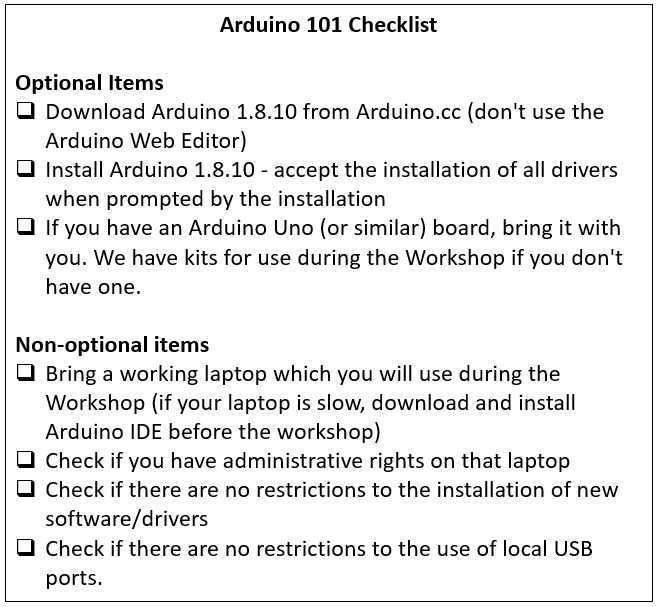 Arduino 101 Checklist
Optional Items
❑ Download Arduino 1.8.10 from Arduino.cc (don't use the
Arduino Web Editor)
❑ Install Arduino 1.8.10 - accept the installation of all drivers
when prompted by the installation
❑ If you have an Arduino Uno (or similar) board, bring it with
you. We have kits for use during the Workshop if you don't
have one.
Non-optional items
❑ Bring a working laptop which you will use during the
Workshop (if your laptop is slow, download and install
Arduino IDE before the workshop)
❑ Check if you have administrative rights on that laptop
❑ Check if there are no restrictions to the installation of new
software/drivers
❑ Check if there are no restrictions to the use of local USB
ports.